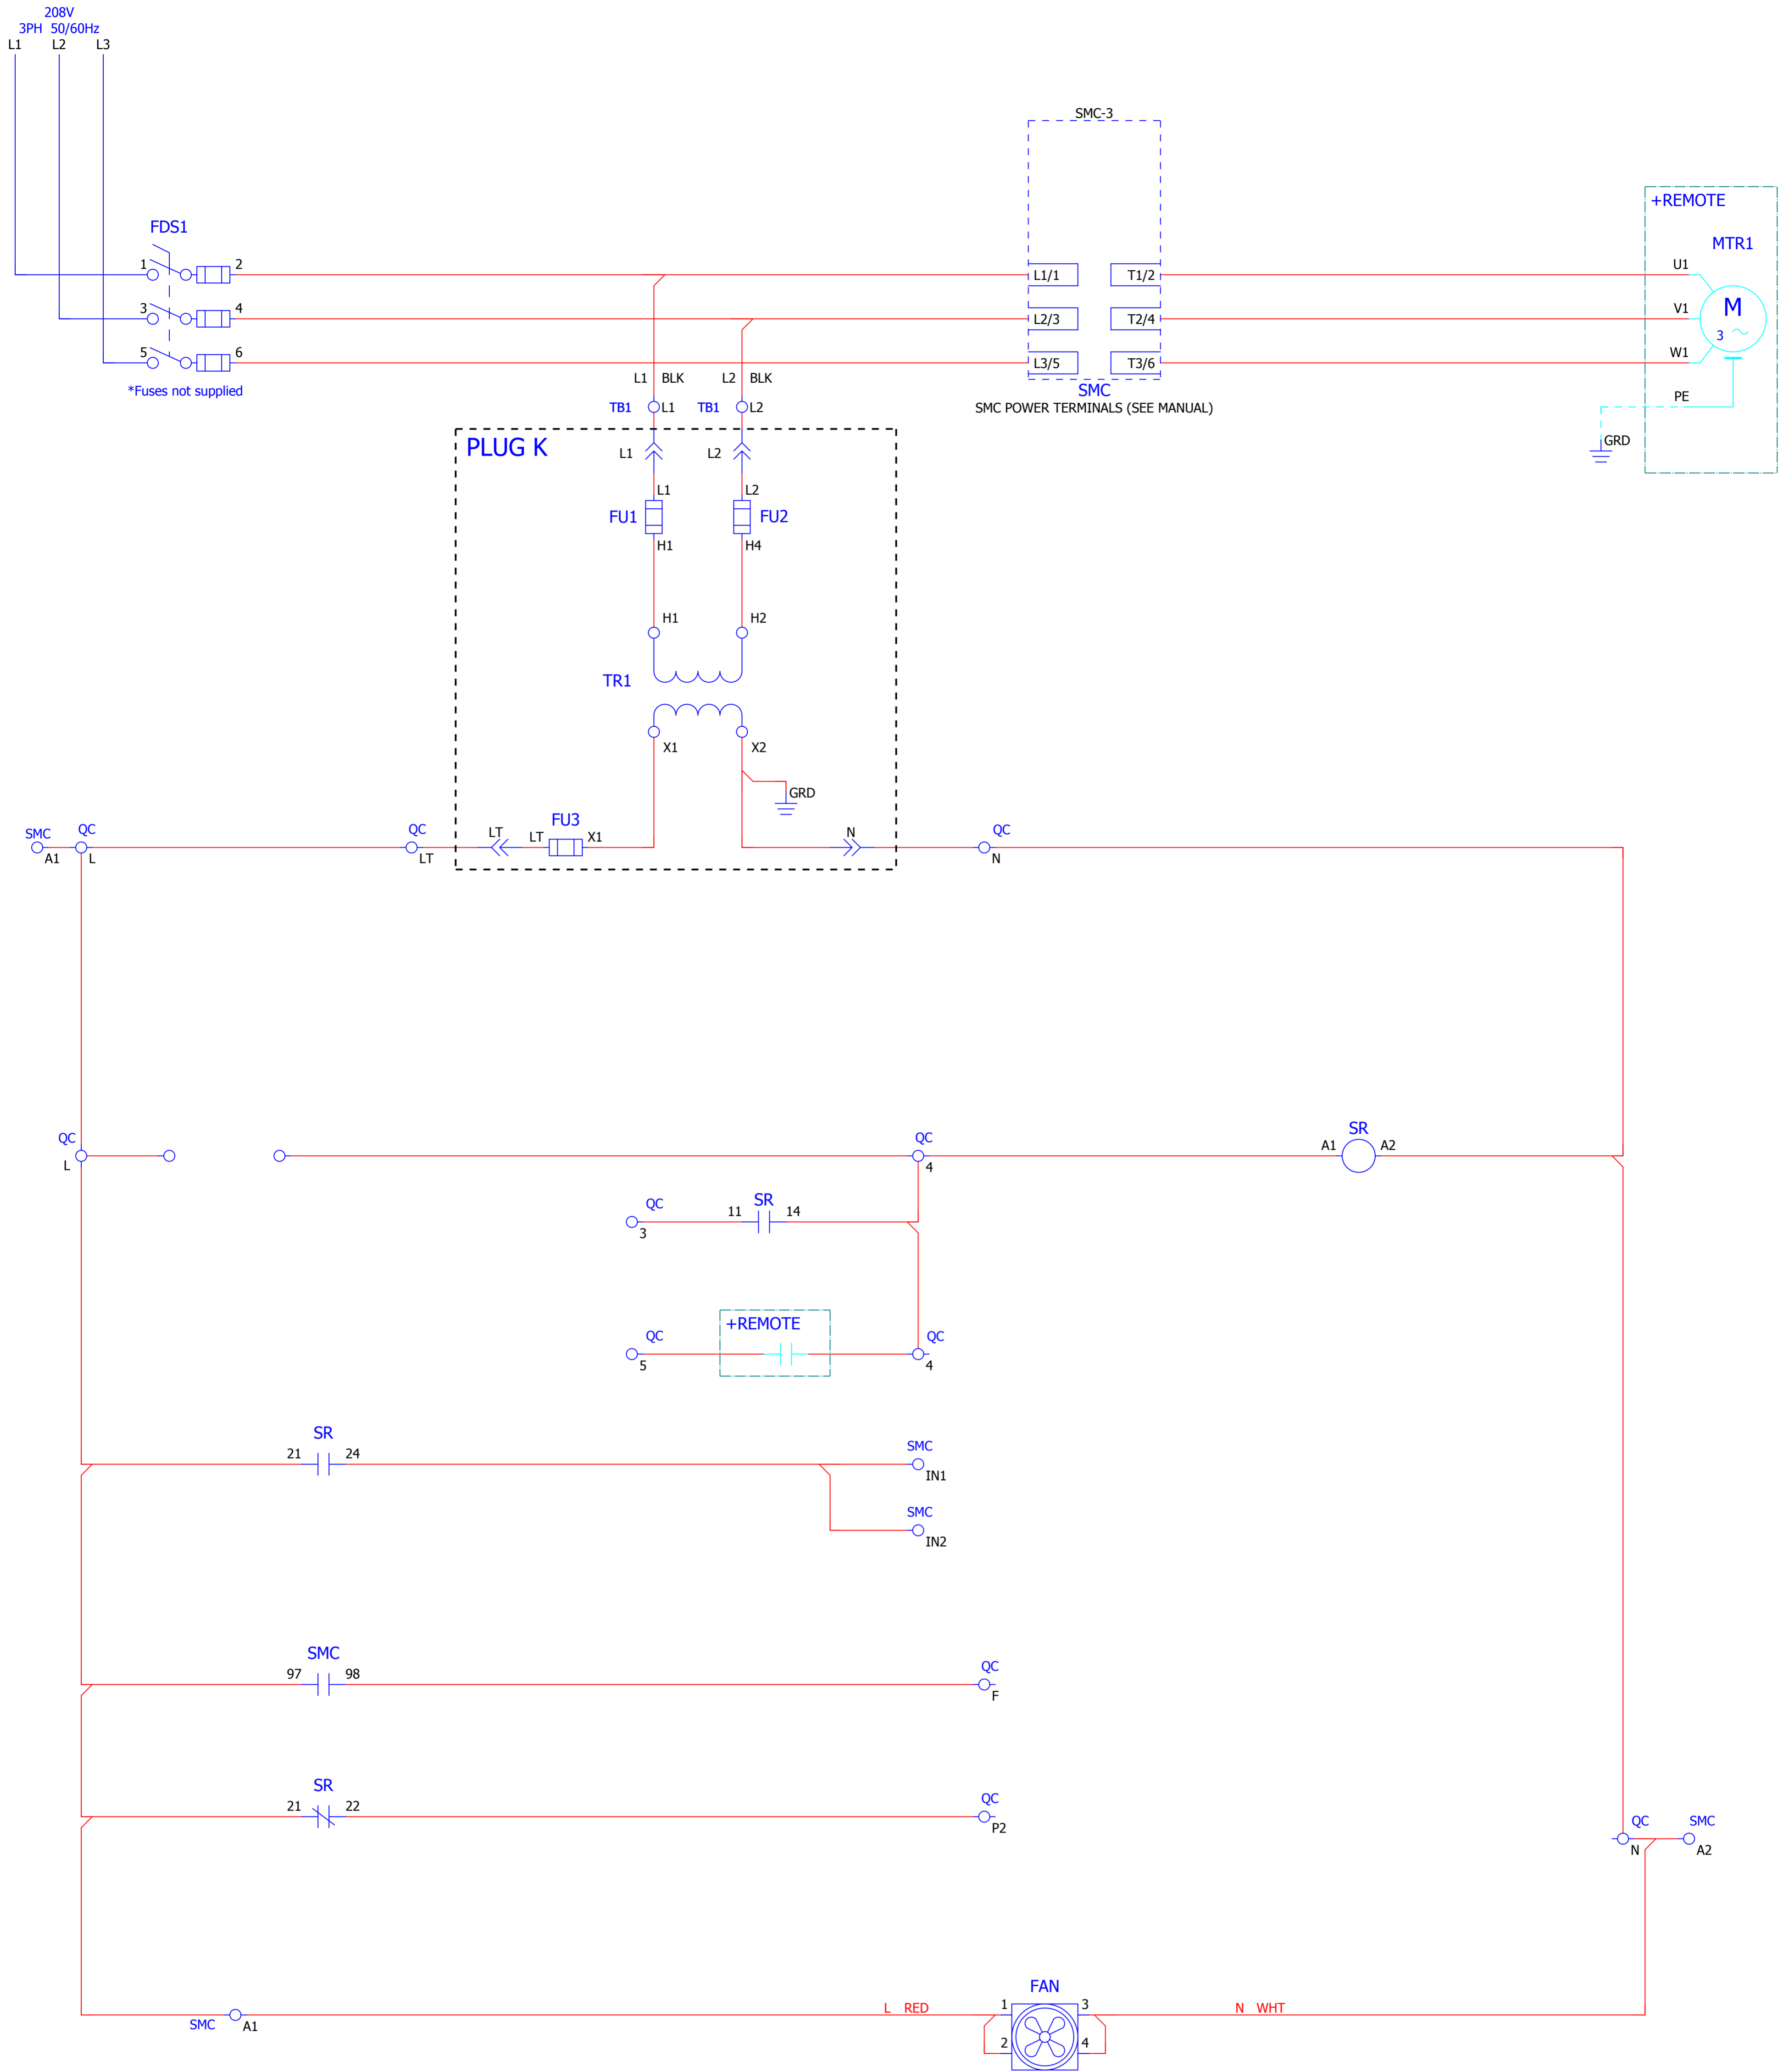 208V
3PH 50/60Hz
L1 L2 L3
SMC-3
+REMOTE
FDS1
MTR1
1 2 L1/1 T1/2 U1
3 4 L2/3 T2/4 V1 M
3
5 6 L3/5 T3/6 W1
*Fuses not supplied
L1 BLK L2 BLK
SMC
SMC POWER TERMINALS (SEE MANUAL)
PE
TB1 L1 TB1 L2
GRD
PLUG K
L1 L2
L1 L2
FU1 FU2
H1 H4
H1 H2
TR1
X1 X2
GRD
SMC QC QC LT LT FU3 X1 N QC
A1 L LT N
QC QC A1 SR A2
L 4
QC 11 SR 14
3
+REMOTE
QC QC
5 4
SR
21 24 SMC
IN1
SMC
IN2
SMC
97 98 QC
F
SR
21 22 QC
P2
QC SMC
N A2
FAN
L RED 1 3 N WHT
SMC A1
2 4